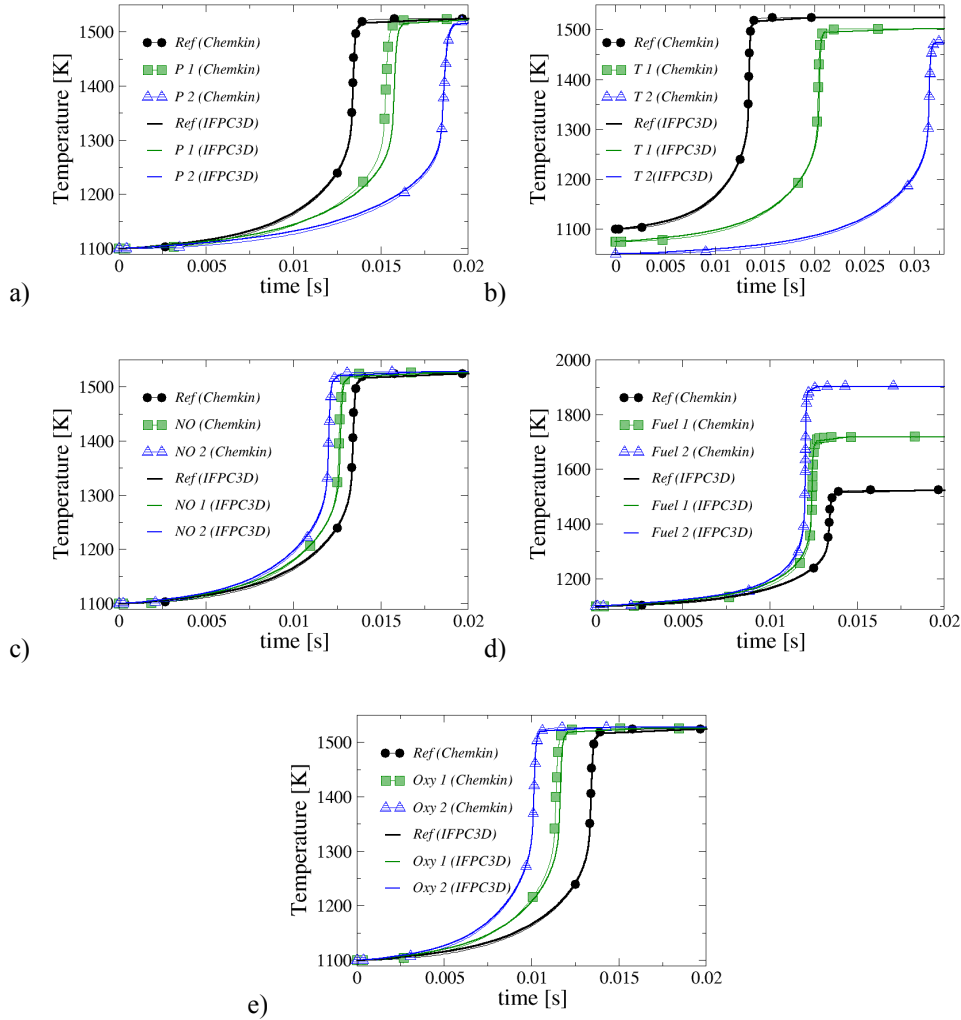 1500
1400
1300
1200
1100
Temperature [K]
Ref (Chemkin)
P 1 (Chemkin)
P 2 (Chemkin)
Ref (IFPC3D)
P 1 (IFPC3D)
P 2 (IFPC3D)
0 0.005 0.01 0.015 0.02
time [s]
a)
1500
1400
1300
1200
1100
Temperature [K]
Ref (Chemkin)
T 1 (Chemkin)
T 2 (Chemkin)
Ref (IFPC3D)
T 1 (IFPC3D)
T 2(IFPC3D)
0 0.005 0.01 0.015 0.02 0.03
time [s]
b)
1500
1400
1300
1200
1100
Temperature [K]
Ref (Chemkin)
NO (Chemkin)
NO 2 (Chemkin)
Ref (IFPC3D)
NO 1 (IFPC3D)
NO 2 (IFPC3D)
0 0.005 0.01 0.015 0.02
time [s]
c)
2000
1800
1600
1400
1200
Temperature [K]
Ref (Chemkin)
Fuel 1 (Chemkin)
Fuel 2 (Chemkin)
Ref (IFPC3D)
Fuel 1 (IFPC3D)
Fuel 2 (IFPC3D)
0 0.005 0.01 0.015 0.02
time [s]
d)
1500
1400
1300
1200
1100
Temperature [K]
Ref (Chemkin)
Oxy 1 (Chemkin)
Oxy 2 (Chemkin)
Ref (IFPC3D)
Oxy 1 (IFPC3D)
Oxy 2 (IFPC3D)
0 0.005 0.01 0.015 0.02
time [s]
e)